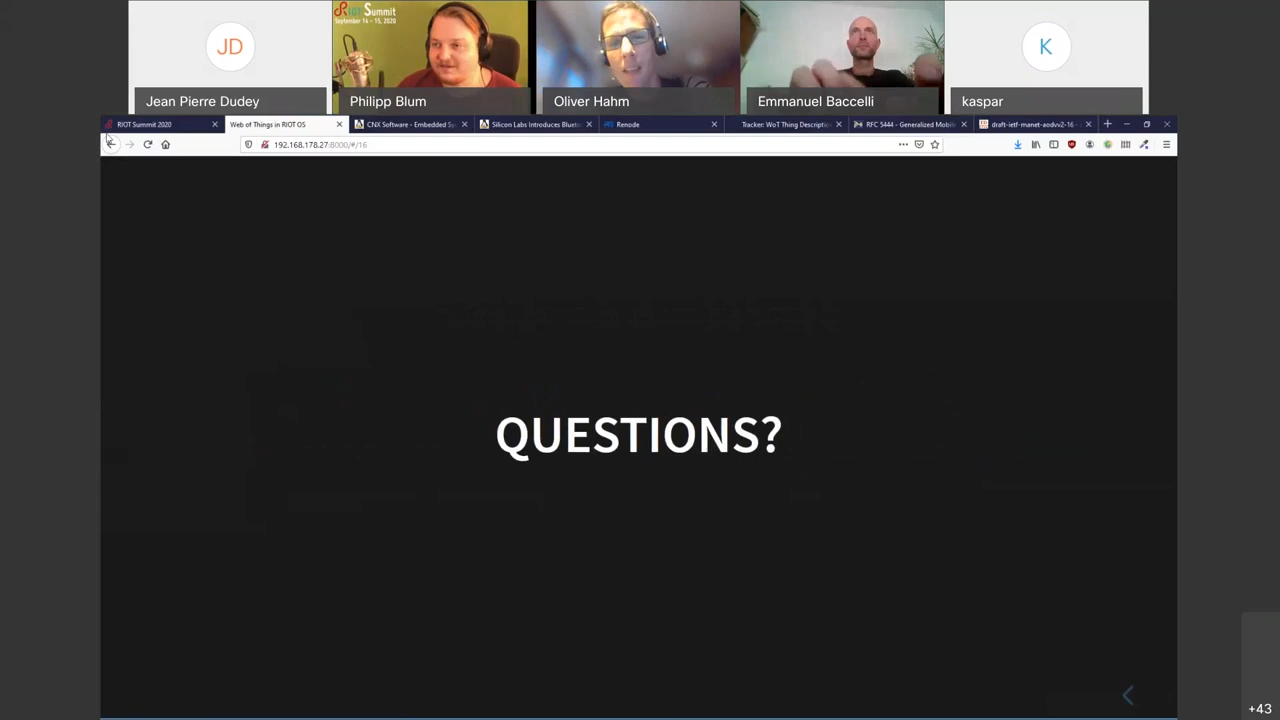 RIOT Summit
September 14 – 15, 2020
JD
K
Jean Pierre Dudey
Philipp Blum
Oliver Hahm
Emmanuel Baccelli
kaspar
RIOT Summit 2020
Web of Things in RIOT OS
CNX Software - Embedded Sy
Silicon Labs Introduces Blueto
Renode
Tracker: WoT Thing Descriptio
RFC 5444 - Generalized Mobil
draft-ietf-manet-aodvv2-16 -
192.168.178.27:8000/#/16
QUESTIONS?
+43